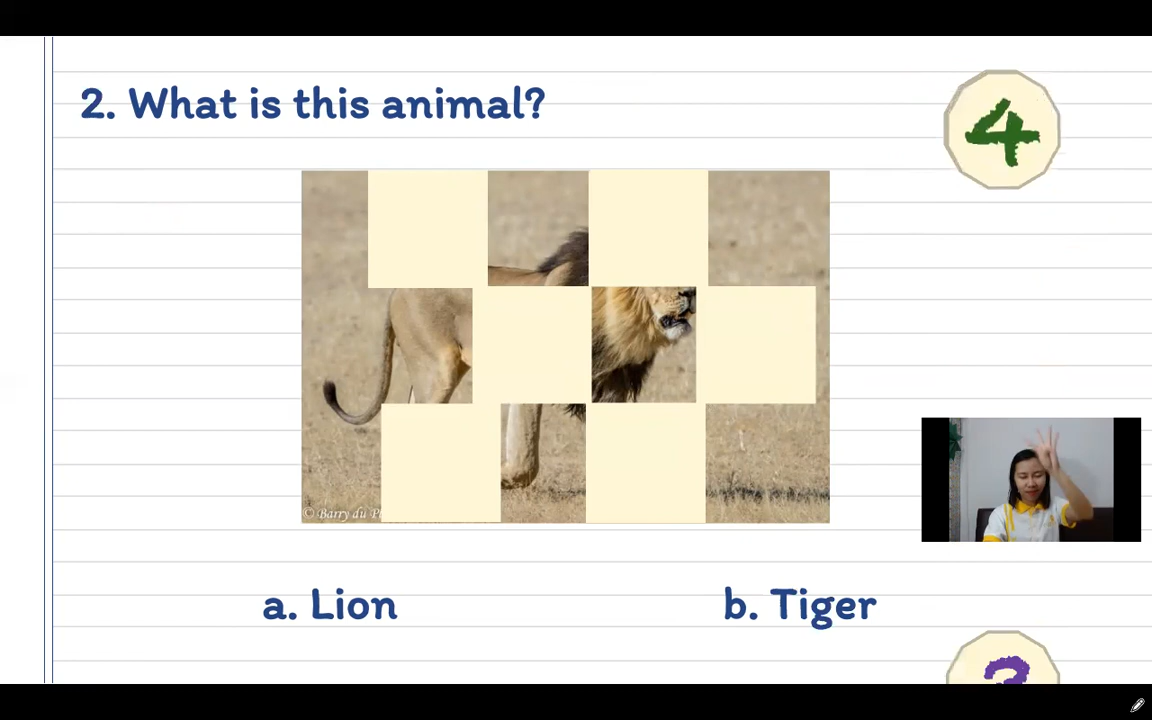 2. What is this animal?
4
© Barry du
a. Lion
b. Tiger